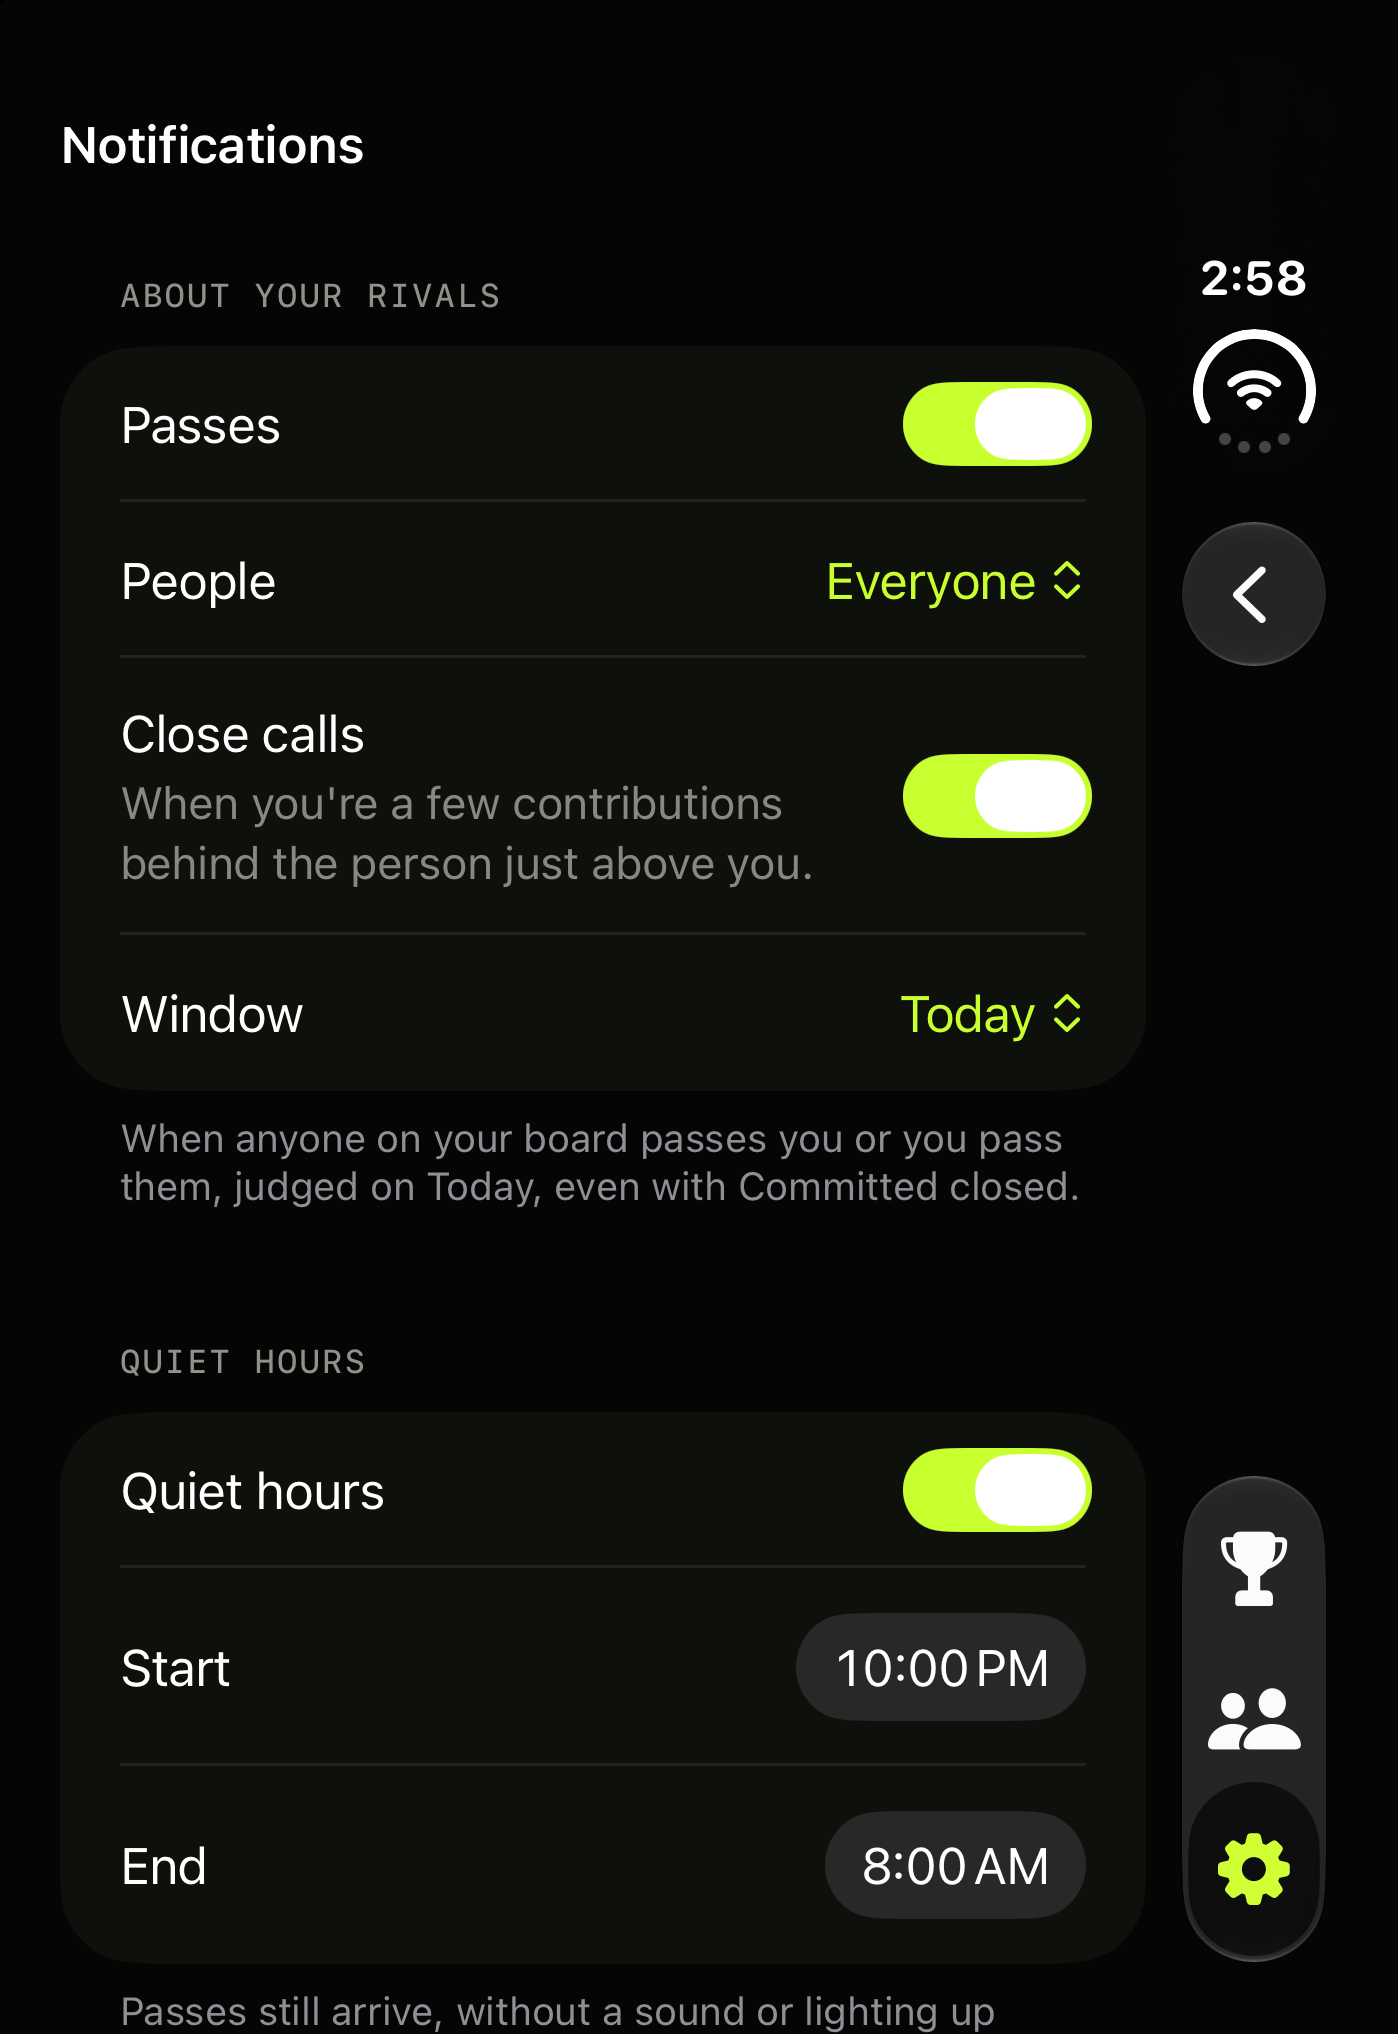 Notifications
2:58
ABOUT YOUR RIVALS
Passes
People
Everyone
Close calls
When you're a few contributions
behind the person just above you.
Window
Today
When anyone on your board passes you or you pass
them, judged on Today, even with Committed closed.
QUIET HOURS
Quiet hours
Start
10:00 PM
End
8:00 AM
Passes still arrive, without a sound or lighting up